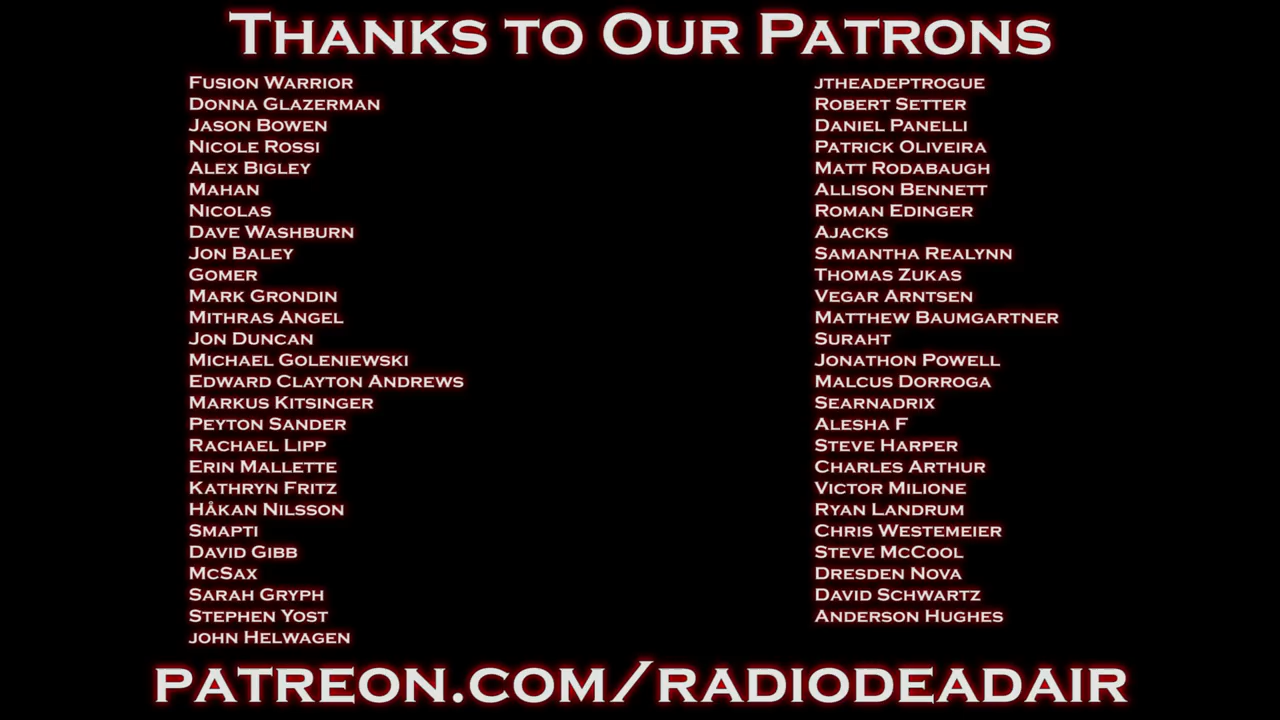 Thanks to Our Patrons
Fusion Warrior
Donna Glazerman
Jason Bowen
Nicole Rossi
Alex Bigley
Mahan
Nicolas
Dave Washburn
Jon Baley
Gomer
Mark Grondin
Mithras Angel
Jon Duncan
Michael Goleniewski
Edward Clayton Andrews
Markus Kitsinger
Peyton Sander
Rachael Lipp
Erin Mallette
Kathryn Fritz
Håkan Nilsson
Smapti
David Gibb
McSax
Sarah Gryph
Stephen Yost
john Helwagen
jtheadeptrogue
Robert Setter
Daniel Panelli
Patrick Oliveira
Matt Rodabaugh
Allison Bennett
Roman Edinger
Ajacks
Samantha Realynn
Thomas Zukas
Vegar Arntsen
Matthew Baumgartner
Suraht
Jonathon Powell
Malcus Dorroga
Searnadrix
Alesha F
Steve Harper
Charles Arthur
Victor Milione
Ryan Landrum
Chris Westemeier
Steve McCool
Dresden Nova
David Schwartz
Anderson Hughes
patreon.com/radiodeadair